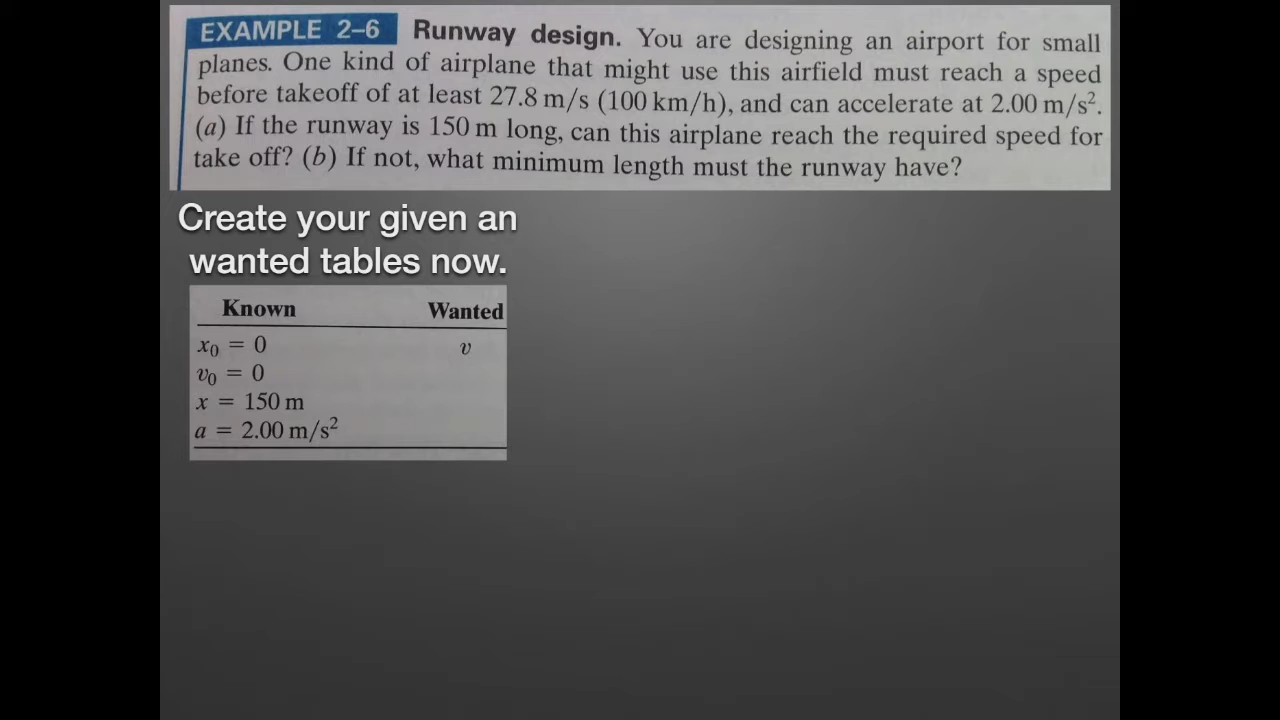 EXAMPLE 2–6 Runway design. You are designing an airport for small
planes. One kind of airplane that might use this airfield must reach a speed
before takeoff of at least 27.8 m/s (100 km/h), and can accelerate at 2.00 m/s².
(a) If the runway is 150 m long, can this airplane reach the required speed for
take off? (b) If not, what minimum length must the runway have?
Create your given an
wanted tables now.
Known Wanted
x₀ = 0 v
v₀ = 0
x = 150 m
a = 2.00 m/s²